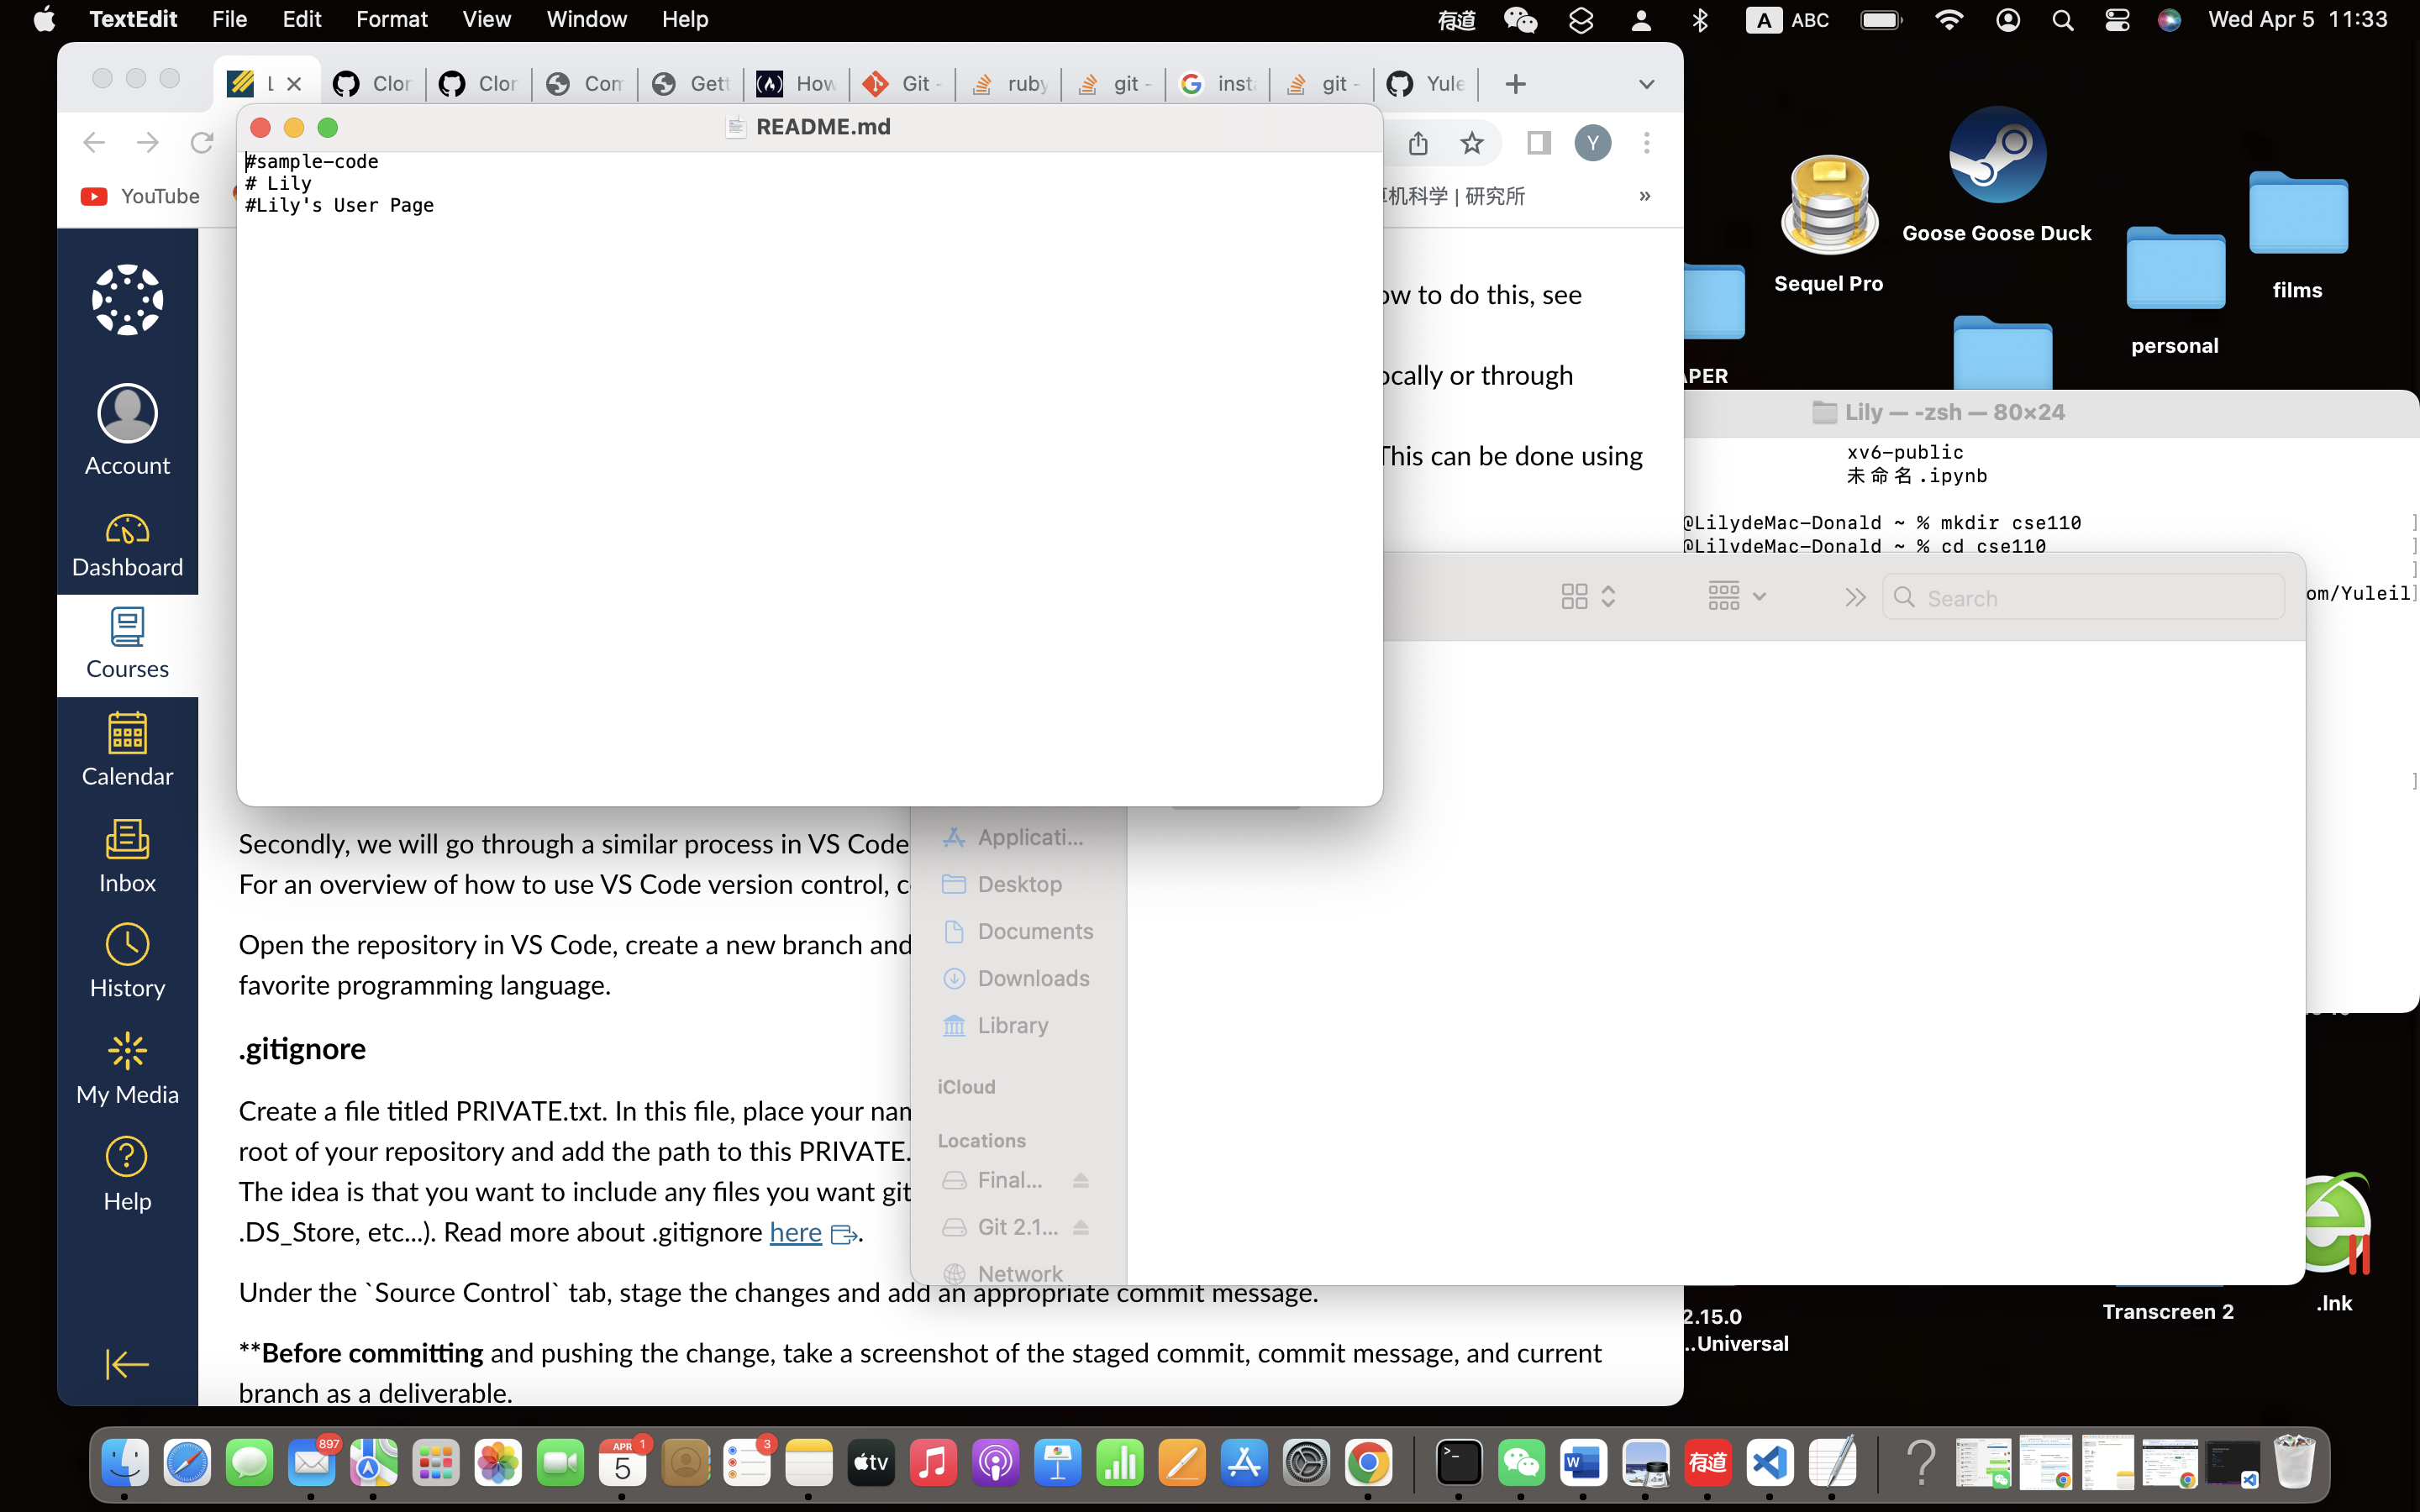 TextEdit File Edit Format View Window Help 有道 A ABC Wed Apr 5 11:33
L Clor Clor Com Gett How Git - ruby git - inst git - Yule
README.md
Y
#sample-code
# Lily
#Lily's User Page
YouTube
算机科学 | 研究所 »
Account
Dashboard
Courses
Calendar
Inbox
History
My Media
Help
ow to do this, see
ocally or through
This can be done using
Secondly, we will go through a similar process in VS Code
For an overview of how to use VS Code version control, c
Open the repository in VS Code, create a new branch and
favorite programming language.
.gitignore
Create a file titled PRIVATE.txt. In this file, place your nam
root of your repository and add the path to this PRIVATE.
The idea is that you want to include any files you want git
.DS_Store, etc...). Read more about .gitignore here .
Under the `Source Control` tab, stage the changes and add an appropriate commit message.
**Before committing and pushing the change, take a screenshot of the staged commit, commit message, and current
branch as a deliverable.
Search
Applicati...
Desktop
Documents
Downloads
Library
iCloud
Locations
Final...
Git 2.1...
Network
Lily — -zsh — 80×24
xv6-public
未命名.ipynb
@LilydeMac-Donald ~ % mkdir cse110 ]
@LilydeMac-Donald ~ % cd cse110 ]
]
om/Yuleil]
]
Sequel Pro
Goose Goose Duck
films
personal
APER
Transcreen 2
.lnk
2.15.0
..Universal
897
APR 1
5
3
tv
W
有道